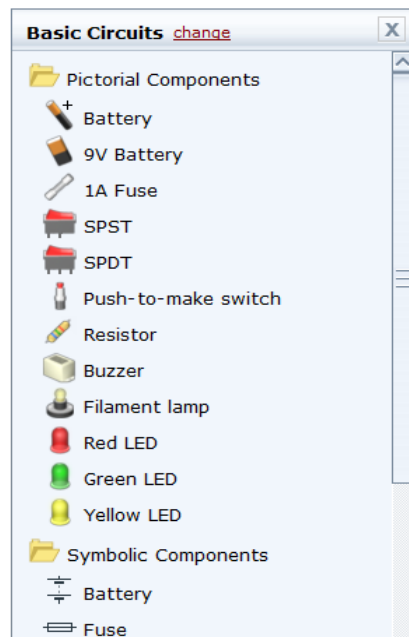 Basic Circuits change X
Pictorial Components
Battery
9V Battery
1A Fuse
SPST
SPDT
Push-to-make switch
Resistor
Buzzer
Filament lamp
Red LED
Green LED
Yellow LED
Symbolic Components
Battery
Fuse